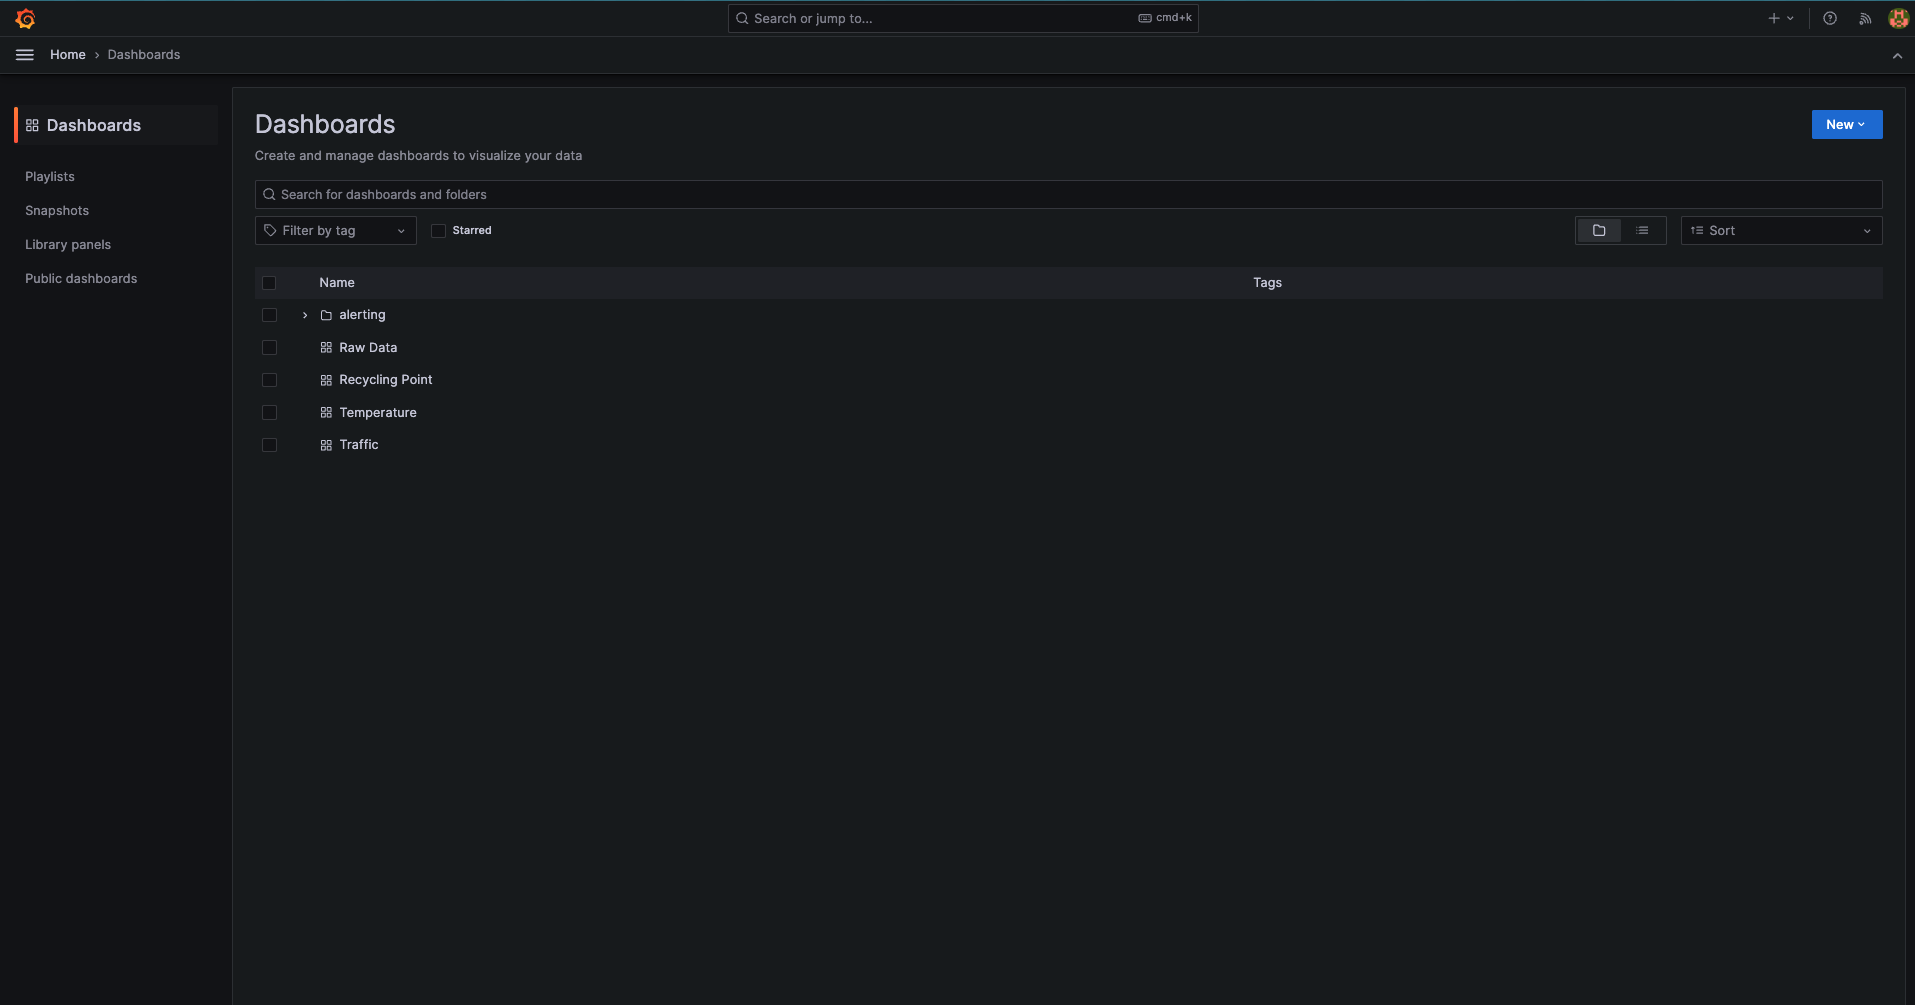 Search or jump to...
cmd+k
Home
Dashboards
Dashboards
Playlists
Snapshots
Library panels
Public dashboards
Dashboards
New
Create and manage dashboards to visualize your data
Search for dashboards and folders
Filter by tag
Starred
Sort
Name
Tags
alerting
Raw Data
Recycling Point
Temperature
Traffic